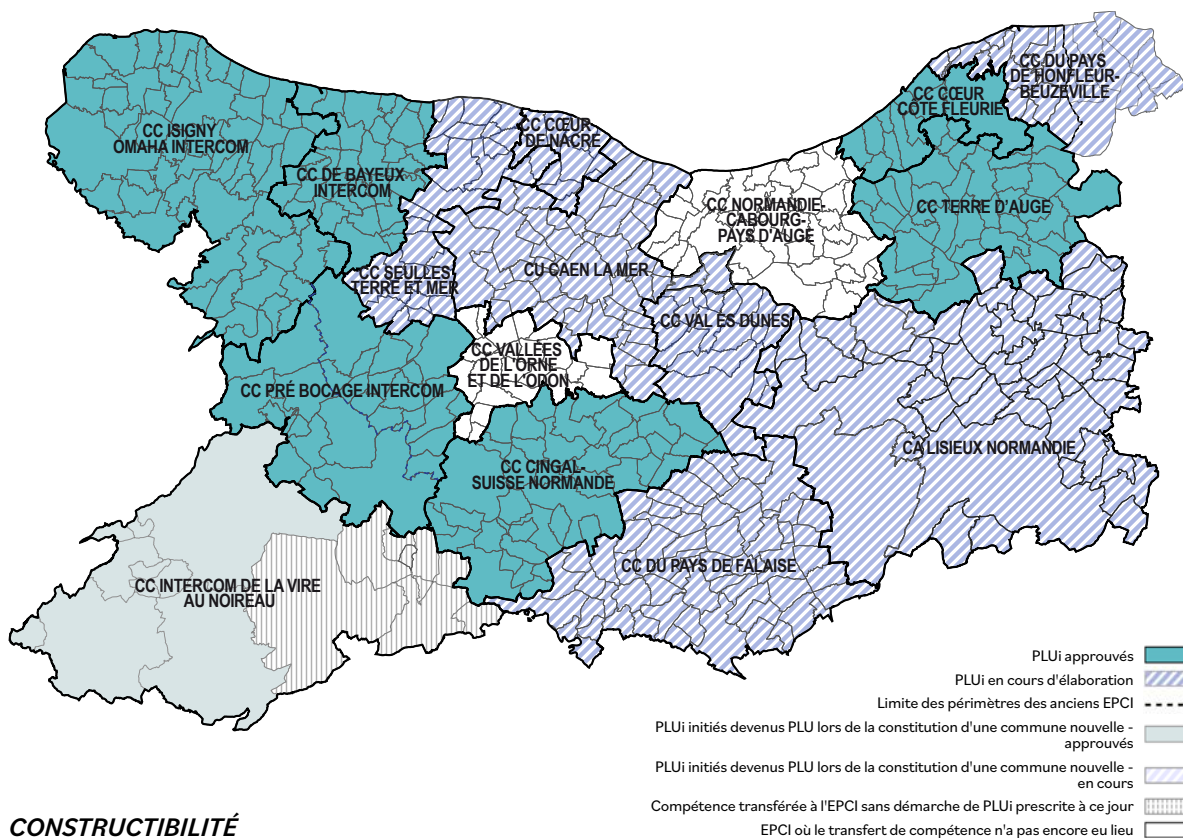 CC DU PAYS
DE HONFLEUR-
BEUZEVILLE
CC CŒUR
CÔTE FLEURIE
CC ISIGNY
OMAHA INTERCOM
CC CŒUR
DE NACRE
CC DE BAYEUX
INTERCOM
CC NORMANDIE-
CABOURG-
PAYS D'AUGE
CC TERRE D'AUGE
CC SEULLES
TERRE ET MER
CU CAEN LA MER
CC VAL ES DUNES
CC VALLÉES
DE L'ORNE
ET DE L'ODON
CC PRÉ BOCAGE INTERCOM
CA LISIEUX NORMANDIE
CC CINGAL-
SUISSE NORMANDE
CC DU PAYS DE FALAISE
CC INTERCOM DE LA VIRE
AU NOIREAU
PLUi approuvés
PLUi en cours d'élaboration
Limite des périmètres des anciens EPCI
PLUi initiés devenus PLU lors de la constitution d'une commune nouvelle -
approuvés
PLUi initiés devenus PLU lors de la constitution d'une commune nouvelle -
en cours
Compétence transférée à l'EPCI sans démarche de PLUi prescrite à ce jour
EPCI où le transfert de compétence n'a pas encore eu lieu
CONSTRUCTIBILITÉ